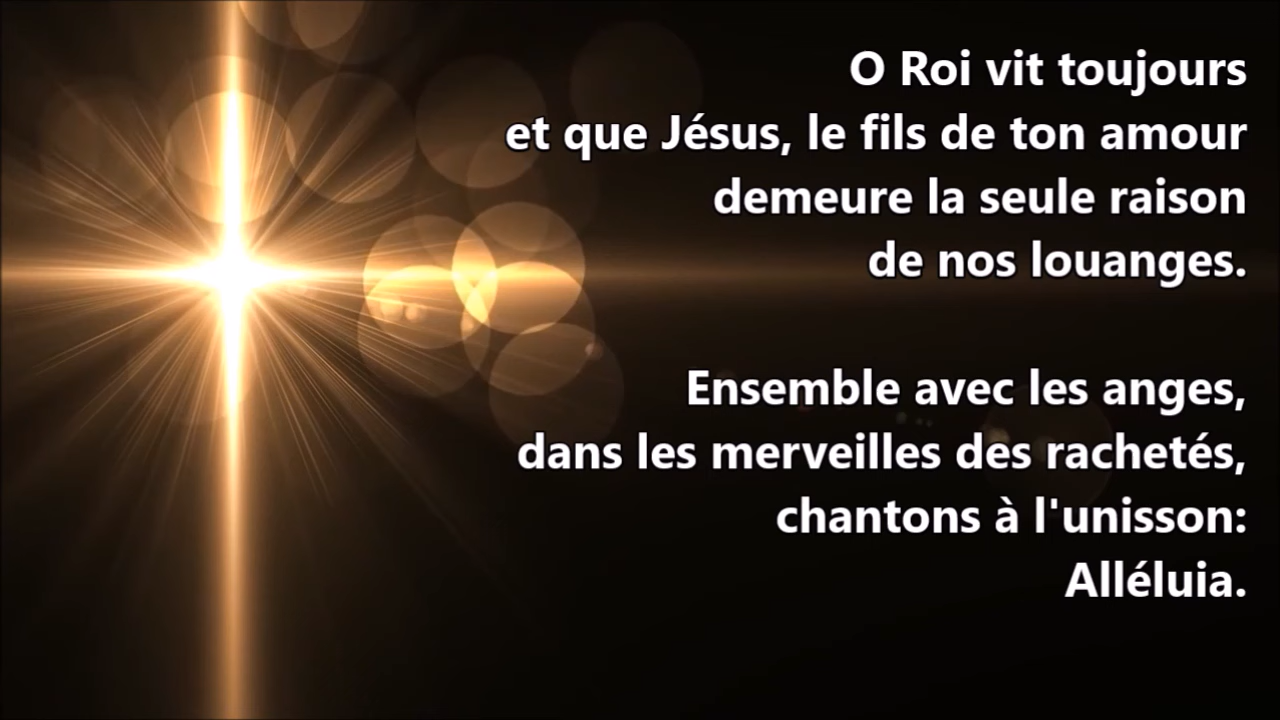 O Roi vit toujours
et que Jésus, le fils de ton amour
demeure la seule raison
de nos louanges.
Ensemble avec les anges,
dans les merveilles des rachetés,
chantons à l'unisson:
Alléluia.